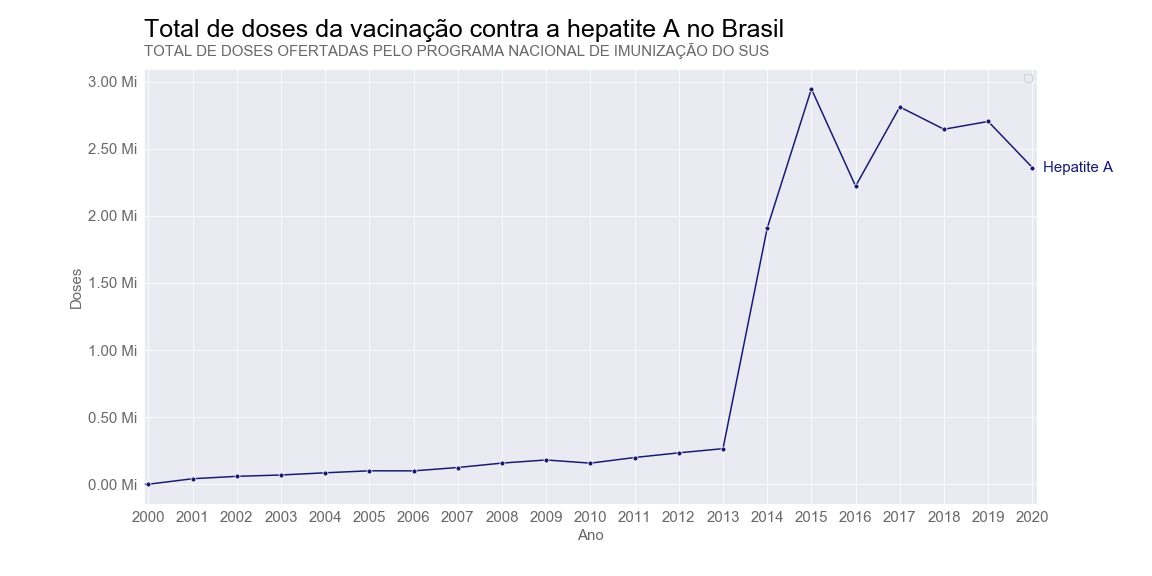 Total de doses da vacinação contra a hepatite A no Brasil
TOTAL DE DOSES OFERTADAS PELO PROGRAMA NACIONAL DE IMUNIZAÇÃO DO SUS
3.00 Mi
2.50 Mi
2.00 Mi
1.50 Mi
1.00 Mi
0.50 Mi
0.00 Mi
Doses
Hepatite A
2000 2001 2002 2003 2004 2005 2006 2007 2008 2009 2010 2011 2012 2013 2014 2015 2016 2017 2018 2019 2020
Ano